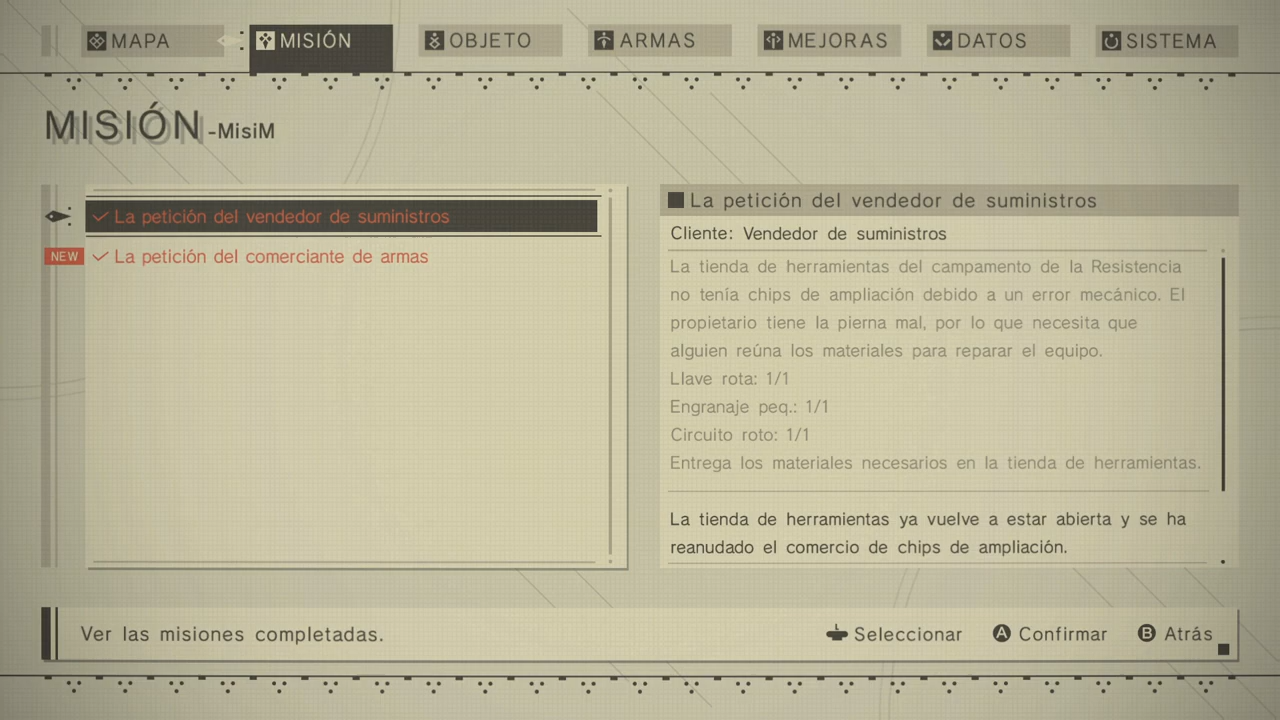 MAPA
MISIÓN
OBJETO
ARMAS
MEJORAS
DATOS
SISTEMA
MISIÓN -MisiM
La petición del vendedor de suministros
NEW La petición del comerciante de armas
La petición del vendedor de suministros
Cliente: Vendedor de suministros
La tienda de herramientas del campamento de la Resistencia
no tenía chips de ampliación debido a un error mecánico. El
propietario tiene la pierna mal, por lo que necesita que
alguien reúna los materiales para reparar el equipo.
Llave rota: 1/1
Engranaje peq.: 1/1
Circuito roto: 1/1
Entrega los materiales necesarios en la tienda de herramientas.
La tienda de herramientas ya vuelve a estar abierta y se ha
reanudado el comercio de chips de ampliación.
Ver las misiones completadas.
Seleccionar
A Confirmar
B Atrás